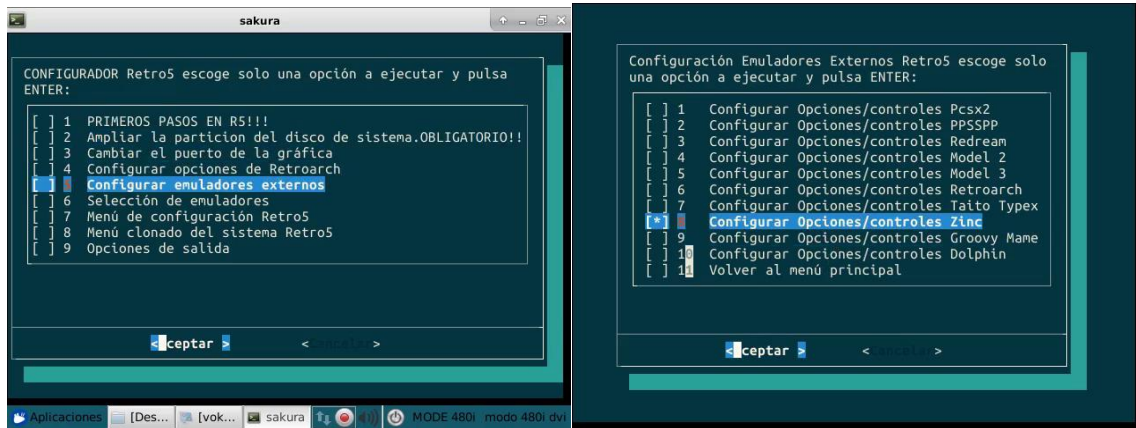 sakura
CONFIGURADOR Retro5 escoge solo una opción a ejecutar y pulsa
ENTER:
[ ] 1 PRIMEROS PASOS EN R5!!!
[ ] 2 Ampliar la particion del disco de sistema.OBLIGATORIO!!
[ ] 3 Cambiar el puerto de la gráfica
[ ] 4 Configurar opciones de Retroarch
[ ] Configurar emuladores externos
[ ] 6 Selección de emuladores
[ ] 7 Menú de configuración Retro5
[ ] 8 Menú clonado del sistema Retro5
[ ] 9 Opciones de salida
< ceptar > <Cancelar>
Aplicaciones [Des... [vok... sakura MODE 480i modo 480i dvi
Configuración Emuladores Externos Retro5 escoge solo
una opción a ejecutar y pulsa ENTER:
[ ] 1 Configurar Opciones/controles Pcsx2
[ ] 2 Configurar Opciones/controles PPSSPP
[ ] 3 Configurar Opciones/controles Redream
[ ] 4 Configurar Opciones/controles Model 2
[ ] 5 Configurar Opciones/controles Model 3
[ ] 6 Configurar Opciones/controles Retroarch
[ ] 7 Configurar Opciones/controles Taito Typex
[*] 8 Configurar Opciones/controles Zinc
[ ] 9 Configurar Opciones/controles Groovy Mame
[ ] 10 Configurar Opciones/controles Dolphin
[ ] 11 Volver al menú principal
< ceptar > <Cancelar>